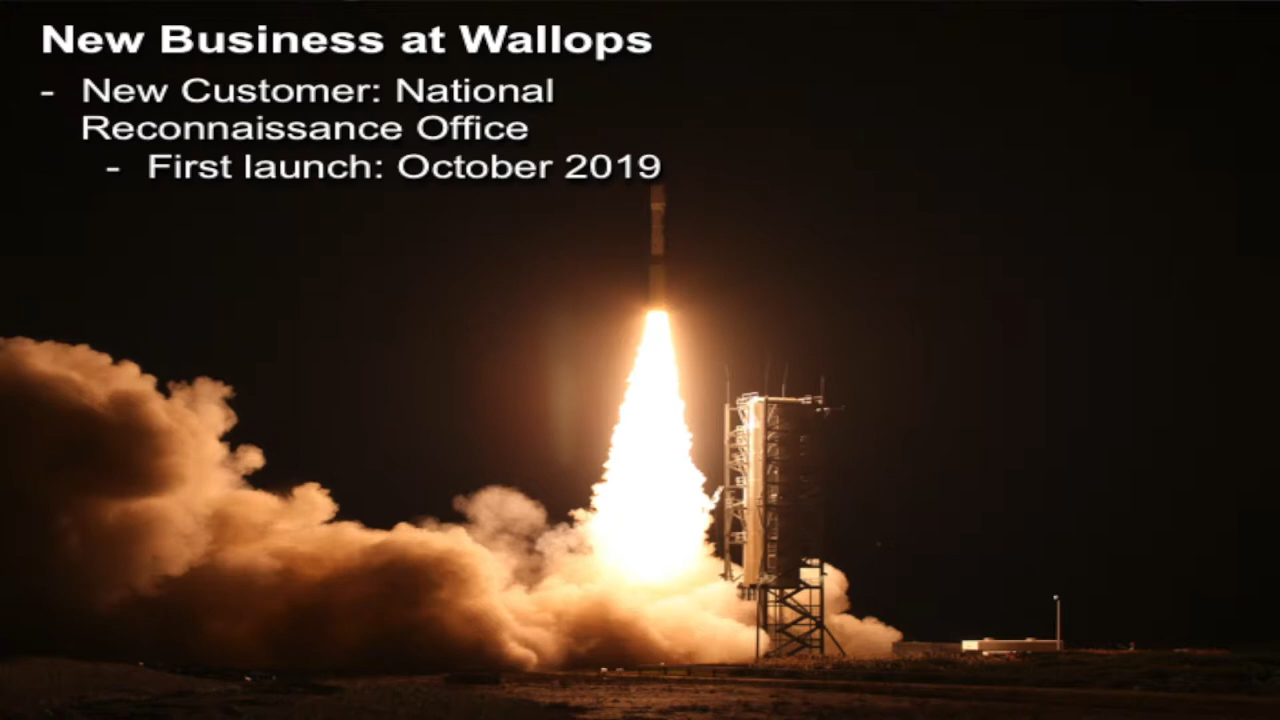 New Business at Wallops
- New Customer: National
Reconnaissance Office
- First launch: October 2019